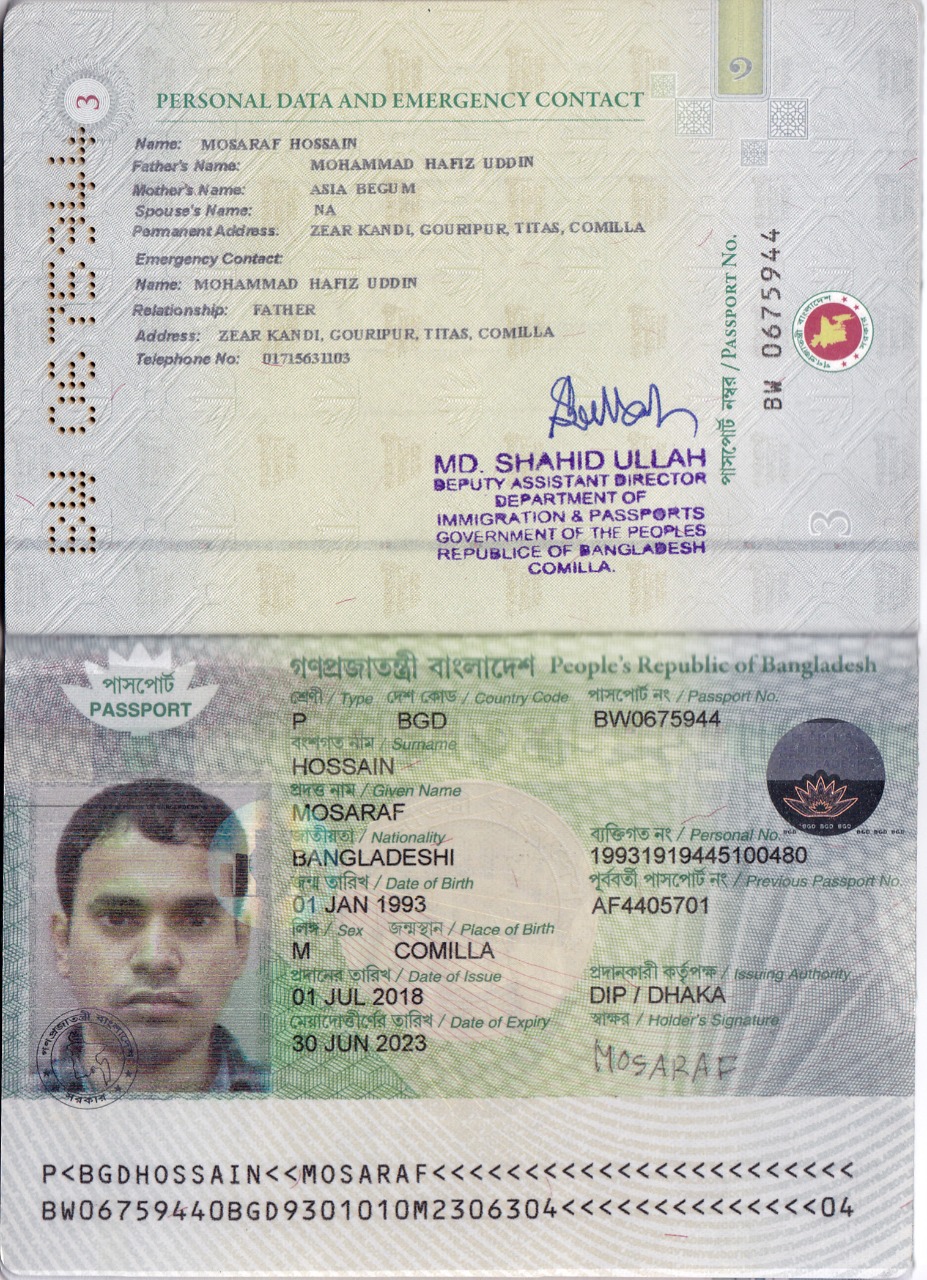 ৩
3
PERSONAL DATA AND EMERGENCY CONTACT
Name: MOSARAF HOSSAIN
Father's Name: MOHAMMAD HAFIZ UDDIN
Mother's Name: ASIA BEGUM
Spouse's Name: NA
Permanent Address: ZEAR KANDI, GOURIPUR, TITAS, COMILLA
Emergency Contact:
Name: MOHAMMAD HAFIZ UDDIN
Relationship: FATHER
Address: ZEAR KANDI, GOURIPUR, TITAS, COMILLA
Telephone No: 01715631103
BW 0675944
পাসপোর্ট নম্বর / PASSPORT NO.
BW 0675944
MD. SHAHID ULLAH
DEPUTY ASSISTANT DIRECTOR
DEPARTMENT OF
IMMIGRATION & PASSPORTS
GOVERNMENT OF THE PEOPLES
REPUBLICE OF BANGLADESH
COMILLA.
3
গণপ্রজাতন্ত্রী বাংলাদেশ People's Republic of Bangladesh
পাসপোর্ট
PASSPORT
শ্রেণী / Type দেশ কোড / Country Code পাসপোর্ট নং / Passport No.
P BGD BW0675944
বংশগত নাম / Surname
HOSSAIN
প্রদত্ত নাম / Given Name
MOSARAF
জাতীয়তা / Nationality ব্যক্তিগত নং / Personal No.
BANGLADESHI 19931919445100480
জন্ম তারিখ / Date of Birth পূর্ববর্তী পাসপোর্ট নং / Previous Passport No.
01 JAN 1993 AF4405701
লিঙ্গ / Sex জন্মস্থান / Place of Birth
M COMILLA
প্রদানের তারিখ / Date of Issue প্রদানকারী কর্তৃপক্ষ / Issuing Authority
01 JUL 2018 DIP / DHAKA
মেয়াদোত্তীর্ণের তারিখ / Date of Expiry স্বাক্ষর / Holder's Signature
30 JUN 2023 MOSARAF
P<BGDHOSSAIN<<MOSARAF<<<<<<<<<<<<<<<<<<<<<<<
BW06759440BGD9301010M2306304<<<<<<<<<<<<<<04